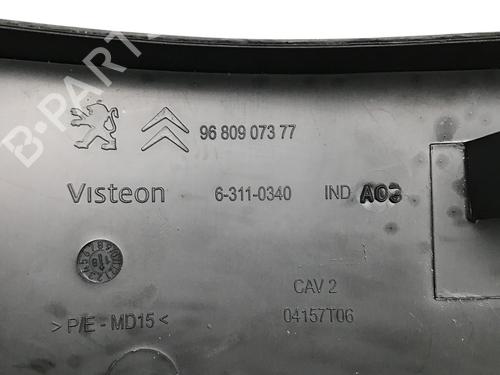 B-PARTS
96 809 073 77
Visteon 6-311-0340 IND A03
CAV 2
>P/E-MD15< 04157T06